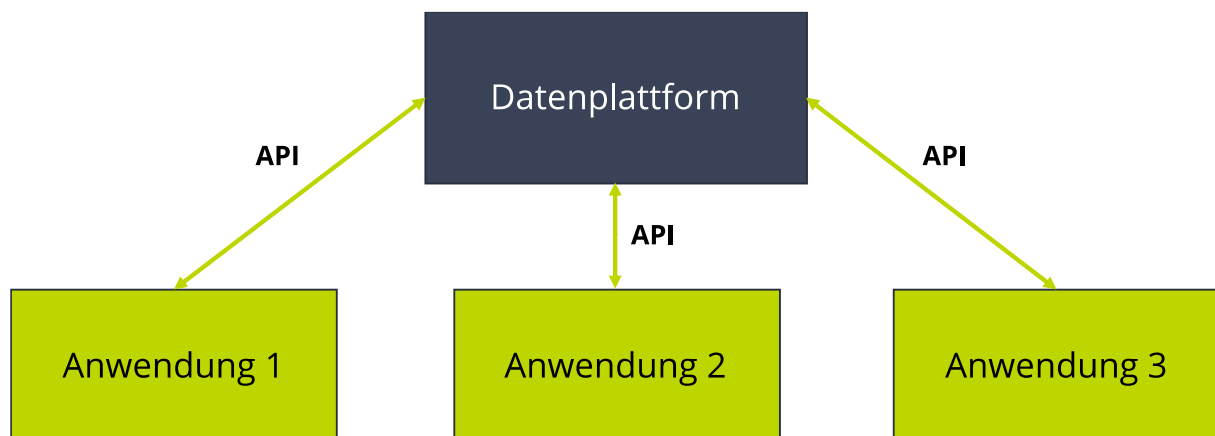 Datenplattform
API
API
API
Anwendung 1
Anwendung 2
Anwendung 3